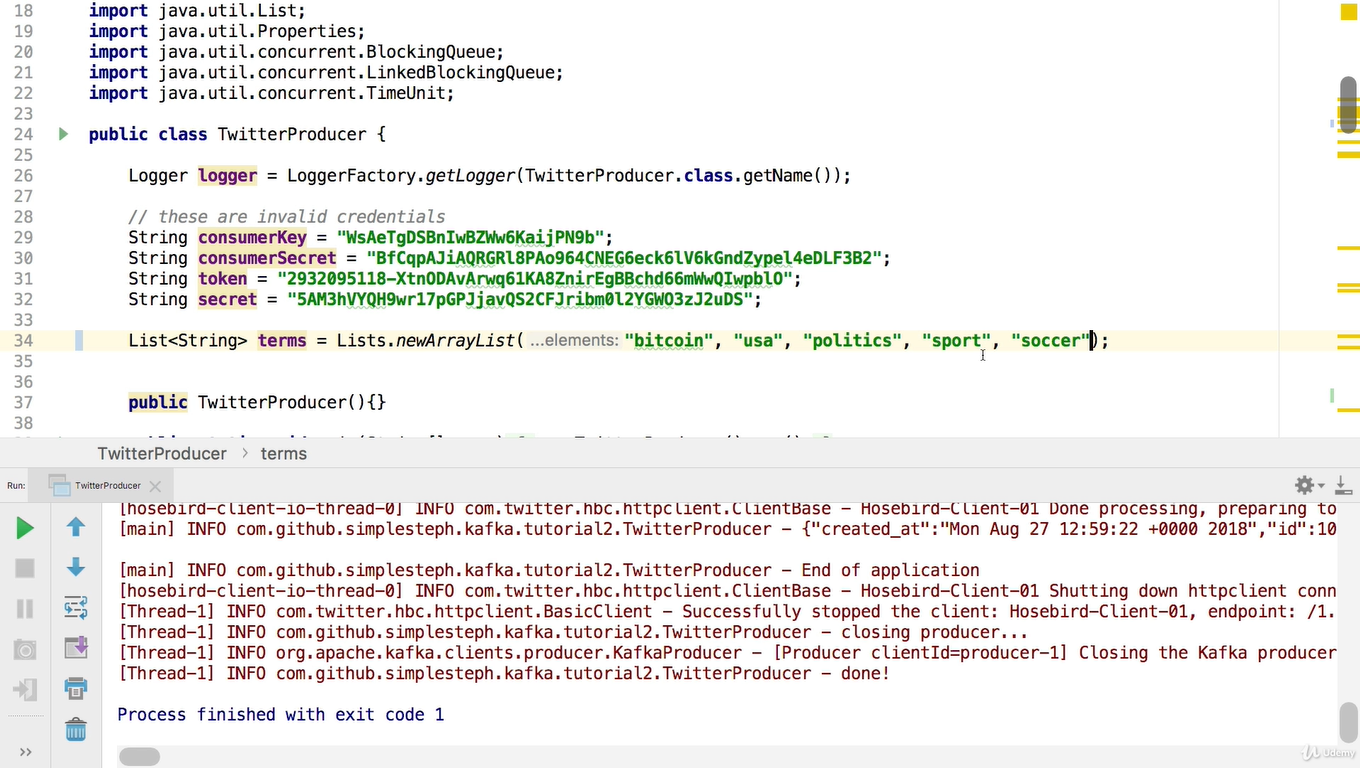 18 import java.util.List;
19 import java.util.Properties;
20 import java.util.concurrent.BlockingQueue;
21 import java.util.concurrent.LinkedBlockingQueue;
22 import java.util.concurrent.TimeUnit;
23
24 public class TwitterProducer {
25
26 Logger logger = LoggerFactory.getLogger(TwitterProducer.class.getName());
27
28 // these are invalid credentials
29 String consumerKey = "WsAeTgDSBnIwBZWw6KaijPN9b";
30 String consumerSecret = "BfCqpAJiAQRGRl8PAo964CNEG6eck6lV6kGndZypel4eDLF3B2";
31 String token = "2932095118-XtnODAvArwq61KA8ZnirEgBBchd66mWwQIwpblO";
32 String secret = "5AM3hVYQH9wr17pGPJjavQS2CFJribm0l2YGWO3zJ2uDS";
33
34 List<String> terms = Lists.newArrayList( ...elements: "bitcoin", "usa", "politics", "sport", "soccer");
35
36
37 public TwitterProducer(){}
38
TwitterProducer > terms
Run: TwitterProducer
[hosebird-client-io-thread-0] INFO com.twitter.hbc.httpclient.ClientBase - Hosebird-Client-01 Done processing, preparing to
[main] INFO com.github.simplesteph.kafka.tutorial2.TwitterProducer - {"created_at":"Mon Aug 27 12:59:22 +0000 2018","id":10
[main] INFO com.github.simplesteph.kafka.tutorial2.TwitterProducer - End of application
[hosebird-client-io-thread-0] INFO com.twitter.hbc.httpclient.ClientBase - Hosebird-Client-01 Shutting down httpclient conn
[Thread-1] INFO com.twitter.hbc.httpclient.BasicClient - Successfully stopped the client: Hosebird-Client-01, endpoint: /1.
[Thread-1] INFO com.github.simplesteph.kafka.tutorial2.TwitterProducer - closing producer...
[Thread-1] INFO org.apache.kafka.clients.producer.KafkaProducer - [Producer clientId=producer-1] Closing the Kafka producer
[Thread-1] INFO com.github.simplesteph.kafka.tutorial2.TwitterProducer - done!
Process finished with exit code 1
Udemy